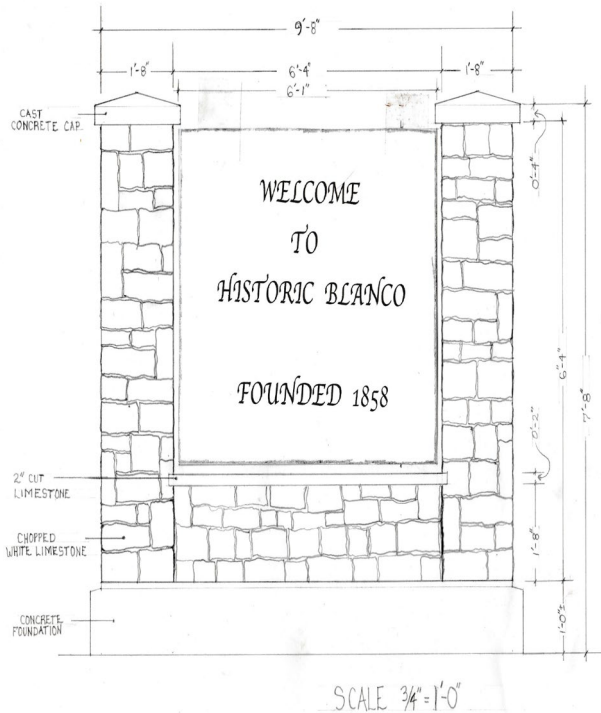 9'-8"
1'-8"
6'-4"
1'-8"
6'-1"
CAST
CONCRETE CAP
0'-4"
WELCOME
TO
HISTORIC BLANCO
FOUNDED 1858
6'-4"
7'-8"
0'-2"
2" CUT
LIMESTONE
CHOPPED
WHITE LIMESTONE
1'-8"
CONCRETE
FOUNDATION
1'-0"±
SCALE 3/4"=1'-0"